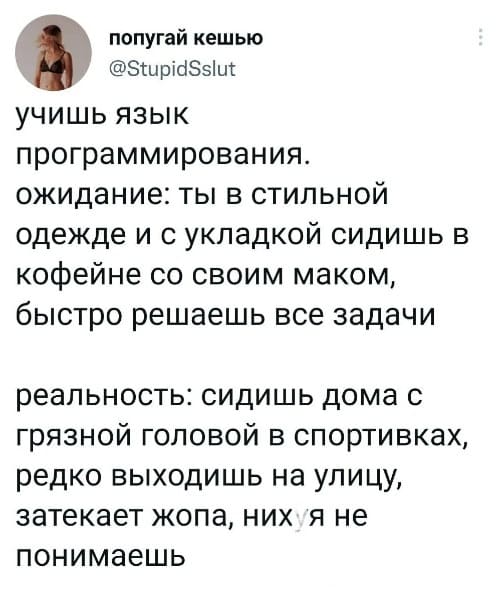 попугай кешью
@StupidSslut
учишь язык
программирования.
ожидание: ты в стильной
одежде и с укладкой сидишь в
кофейне со своим маком,
быстро решаешь все задачи
реальность: сидишь дома с
грязной головой в спортивках,
редко выходишь на улицу,
затекает жопа, них я не
понимаешь